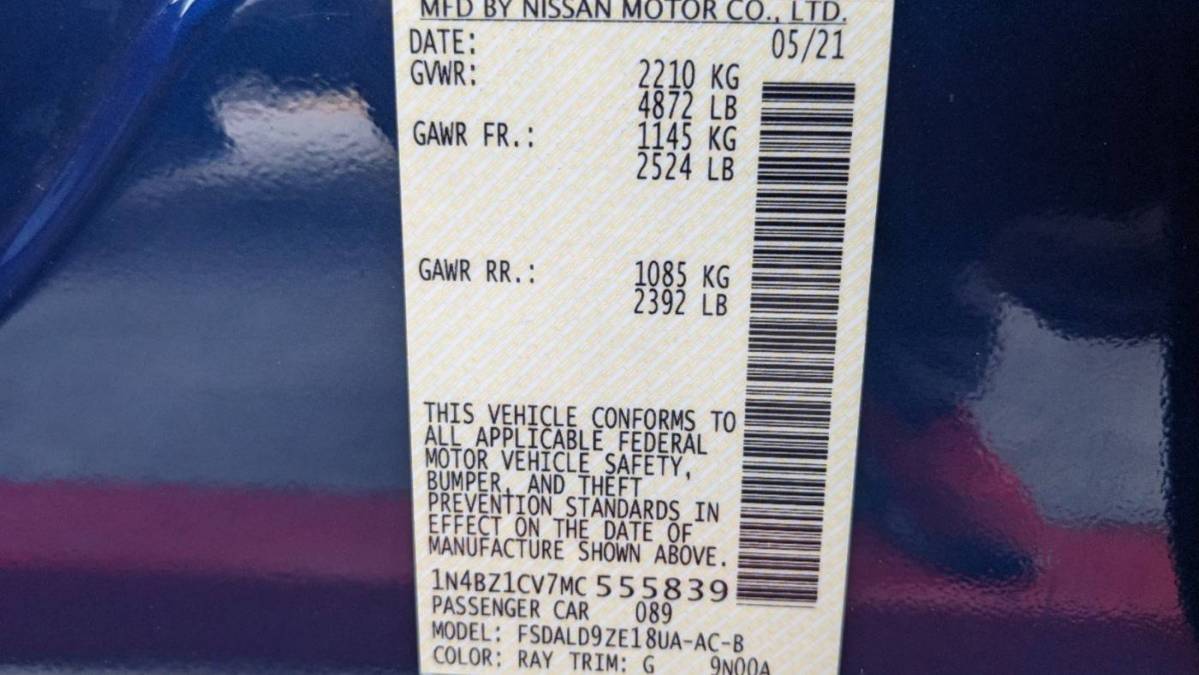 MFD BY NISSAN MOTOR CO., LTD.
DATE: 05/21
GVWR: 2210 KG
4872 LB
GAWR FR.: 1145 KG
2524 LB
GAWR RR.: 1085 KG
2392 LB
THIS VEHICLE CONFORMS TO
ALL APPLICABLE FEDERAL
MOTOR VEHICLE SAFETY,
BUMPER, AND THEFT
PREVENTION STANDARDS IN
EFFECT ON THE DATE OF
MANUFACTURE SHOWN ABOVE.
1N4BZ1CV7MC 555839
PASSENGER CAR 089
MODEL: FSDALD9ZE18UA-AC-B
COLOR: RAY TRIM: G 9N00A